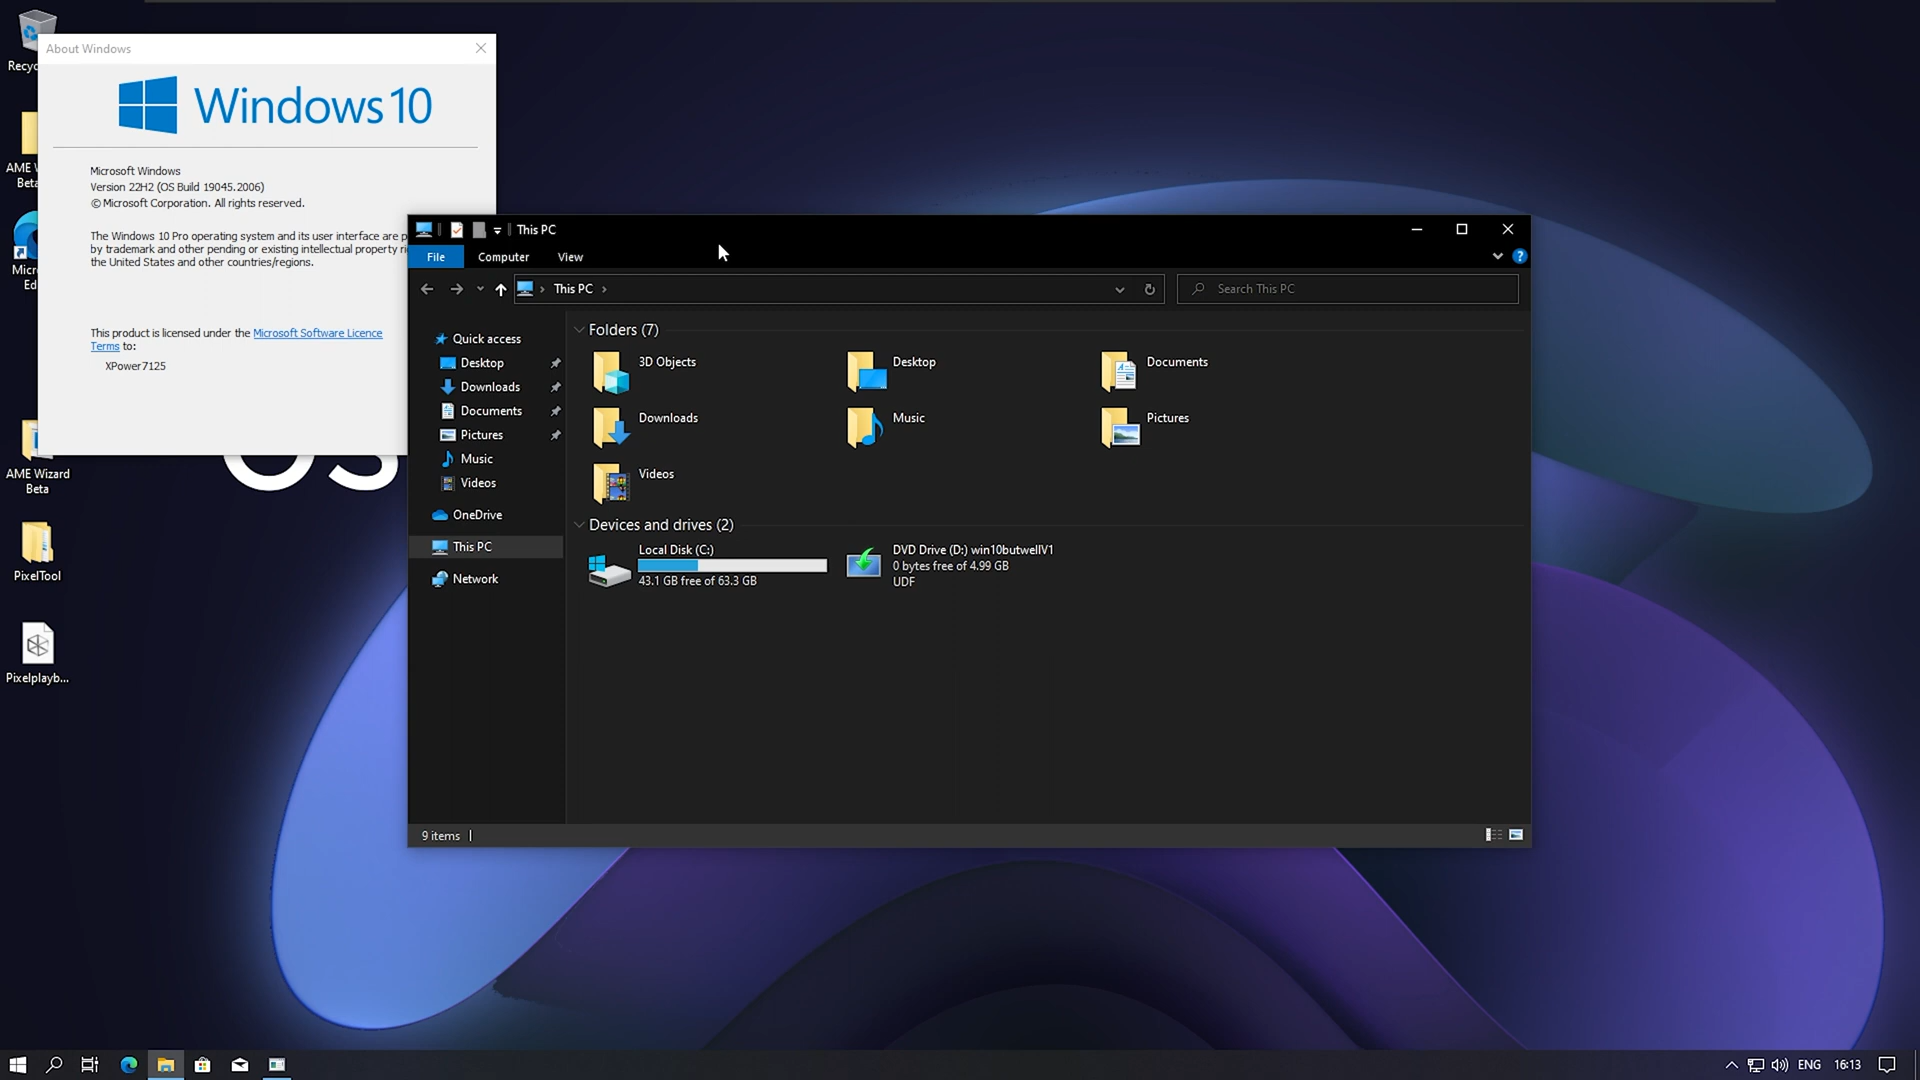 Recyc
About Windows
Windows 10
Microsoft Windows
Version 22H2 (OS Build 19045.2006)
© Microsoft Corporation. All rights reserved.
The Windows 10 Pro operating system and its user interface are p
by trademark and other pending or existing intellectual property ri
the United States and other countries/regions.
This product is licensed under the Microsoft Software Licence
Terms to:
XPower7125
AME W
Beta
Micr
Ed
OS
AME Wizard
Beta
PixelTool
Pixelplayb...
This PC
File
Computer
View
This PC
Search This PC
Quick access
Desktop
Downloads
Documents
Pictures
Music
Videos
OneDrive
This PC
Network
Folders (7)
3D Objects
Desktop
Documents
Downloads
Music
Pictures
Videos
Devices and drives (2)
Local Disk (C:)
43.1 GB free of 63.3 GB
DVD Drive (D:) win10butwellV1
0 bytes free of 4.99 GB
UDF
9 items
ENG
16:13